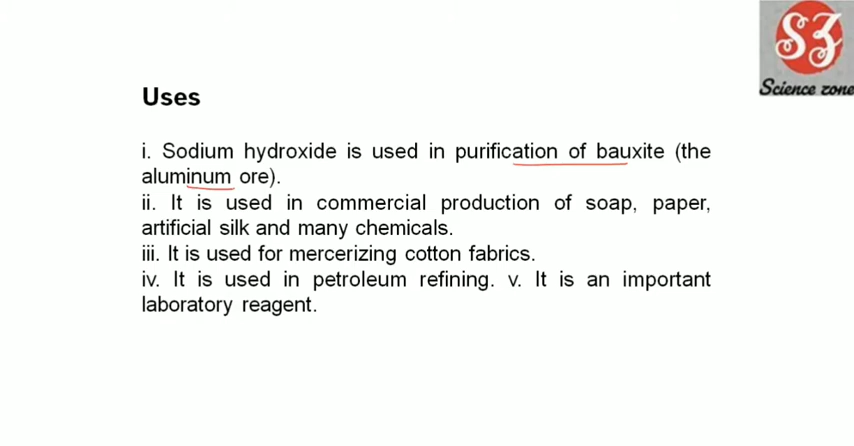 SZ
Science zone
Uses
i. Sodium hydroxide is used in purification of bauxite (the
aluminum ore).
ii. It is used in commercial production of soap, paper,
artificial silk and many chemicals.
iii. It is used for mercerizing cotton fabrics.
iv. It is used in petroleum refining. v. It is an important
laboratory reagent.